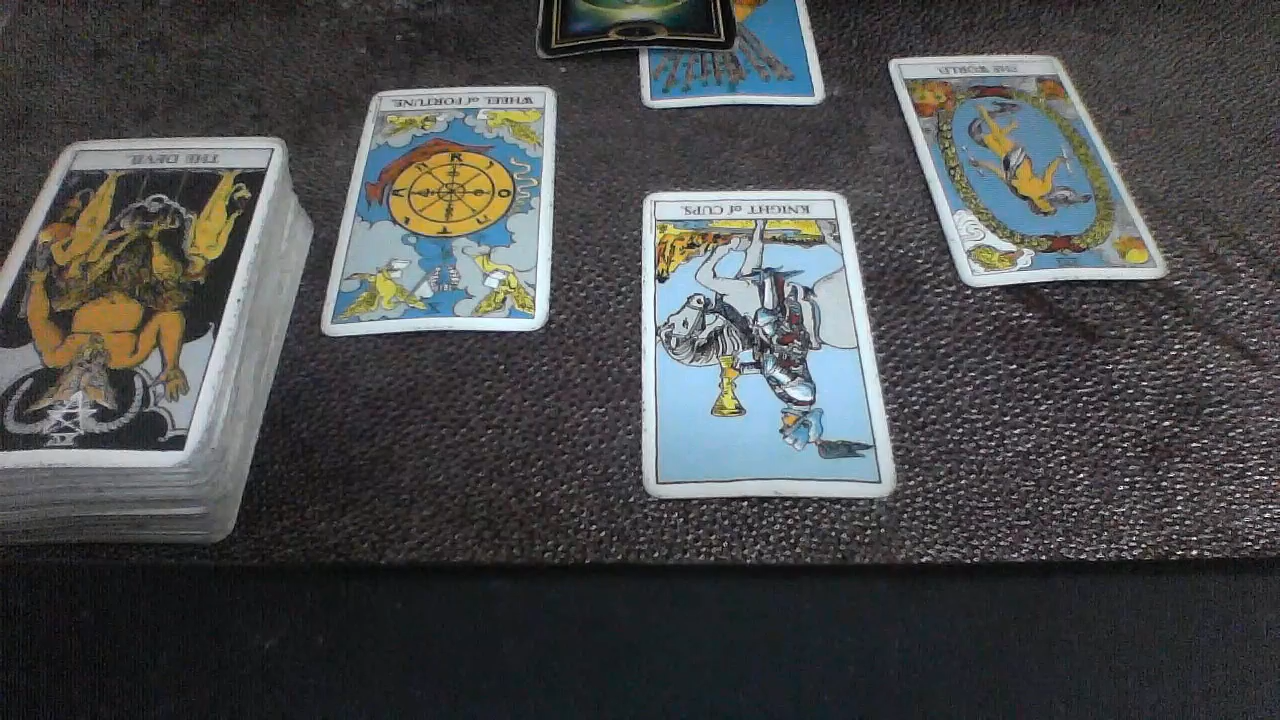 THE WORLD.
WHEEL of FORTUNE.
THE DEVIL.
KNIGHT of CUPS.